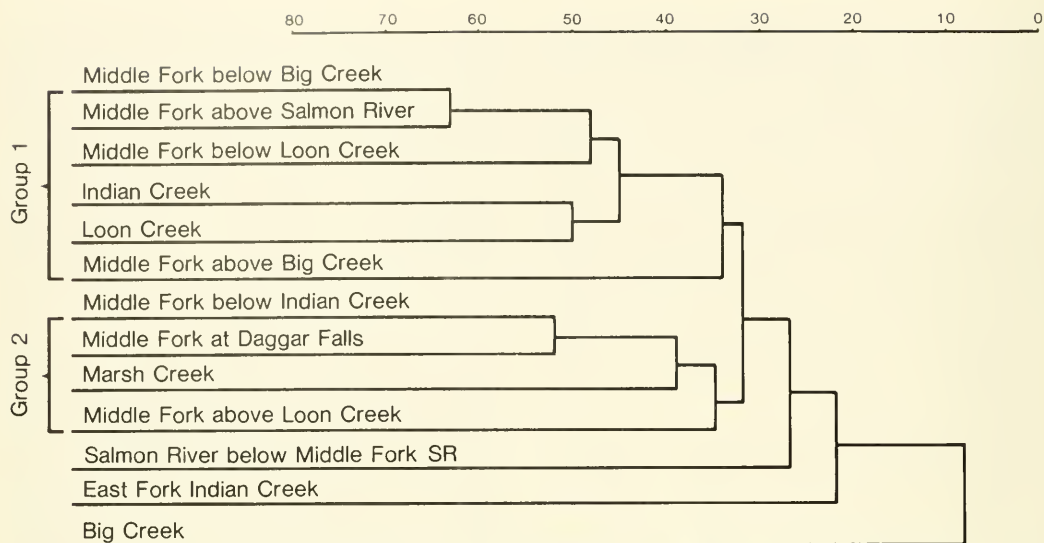 80 70 60 50 40 30 20 10 0
Middle Fork below Big Creek
Middle Fork above Salmon River
Middle Fork below Loon Creek
Indian Creek
Loon Creek
Middle Fork above Big Creek
Group 1
Middle Fork below Indian Creek
Middle Fork at Daggar Falls
Marsh Creek
Middle Fork above Loon Creek
Group 2
Salmon River below Middle Fork SR
East Fork Indian Creek
Big Creek